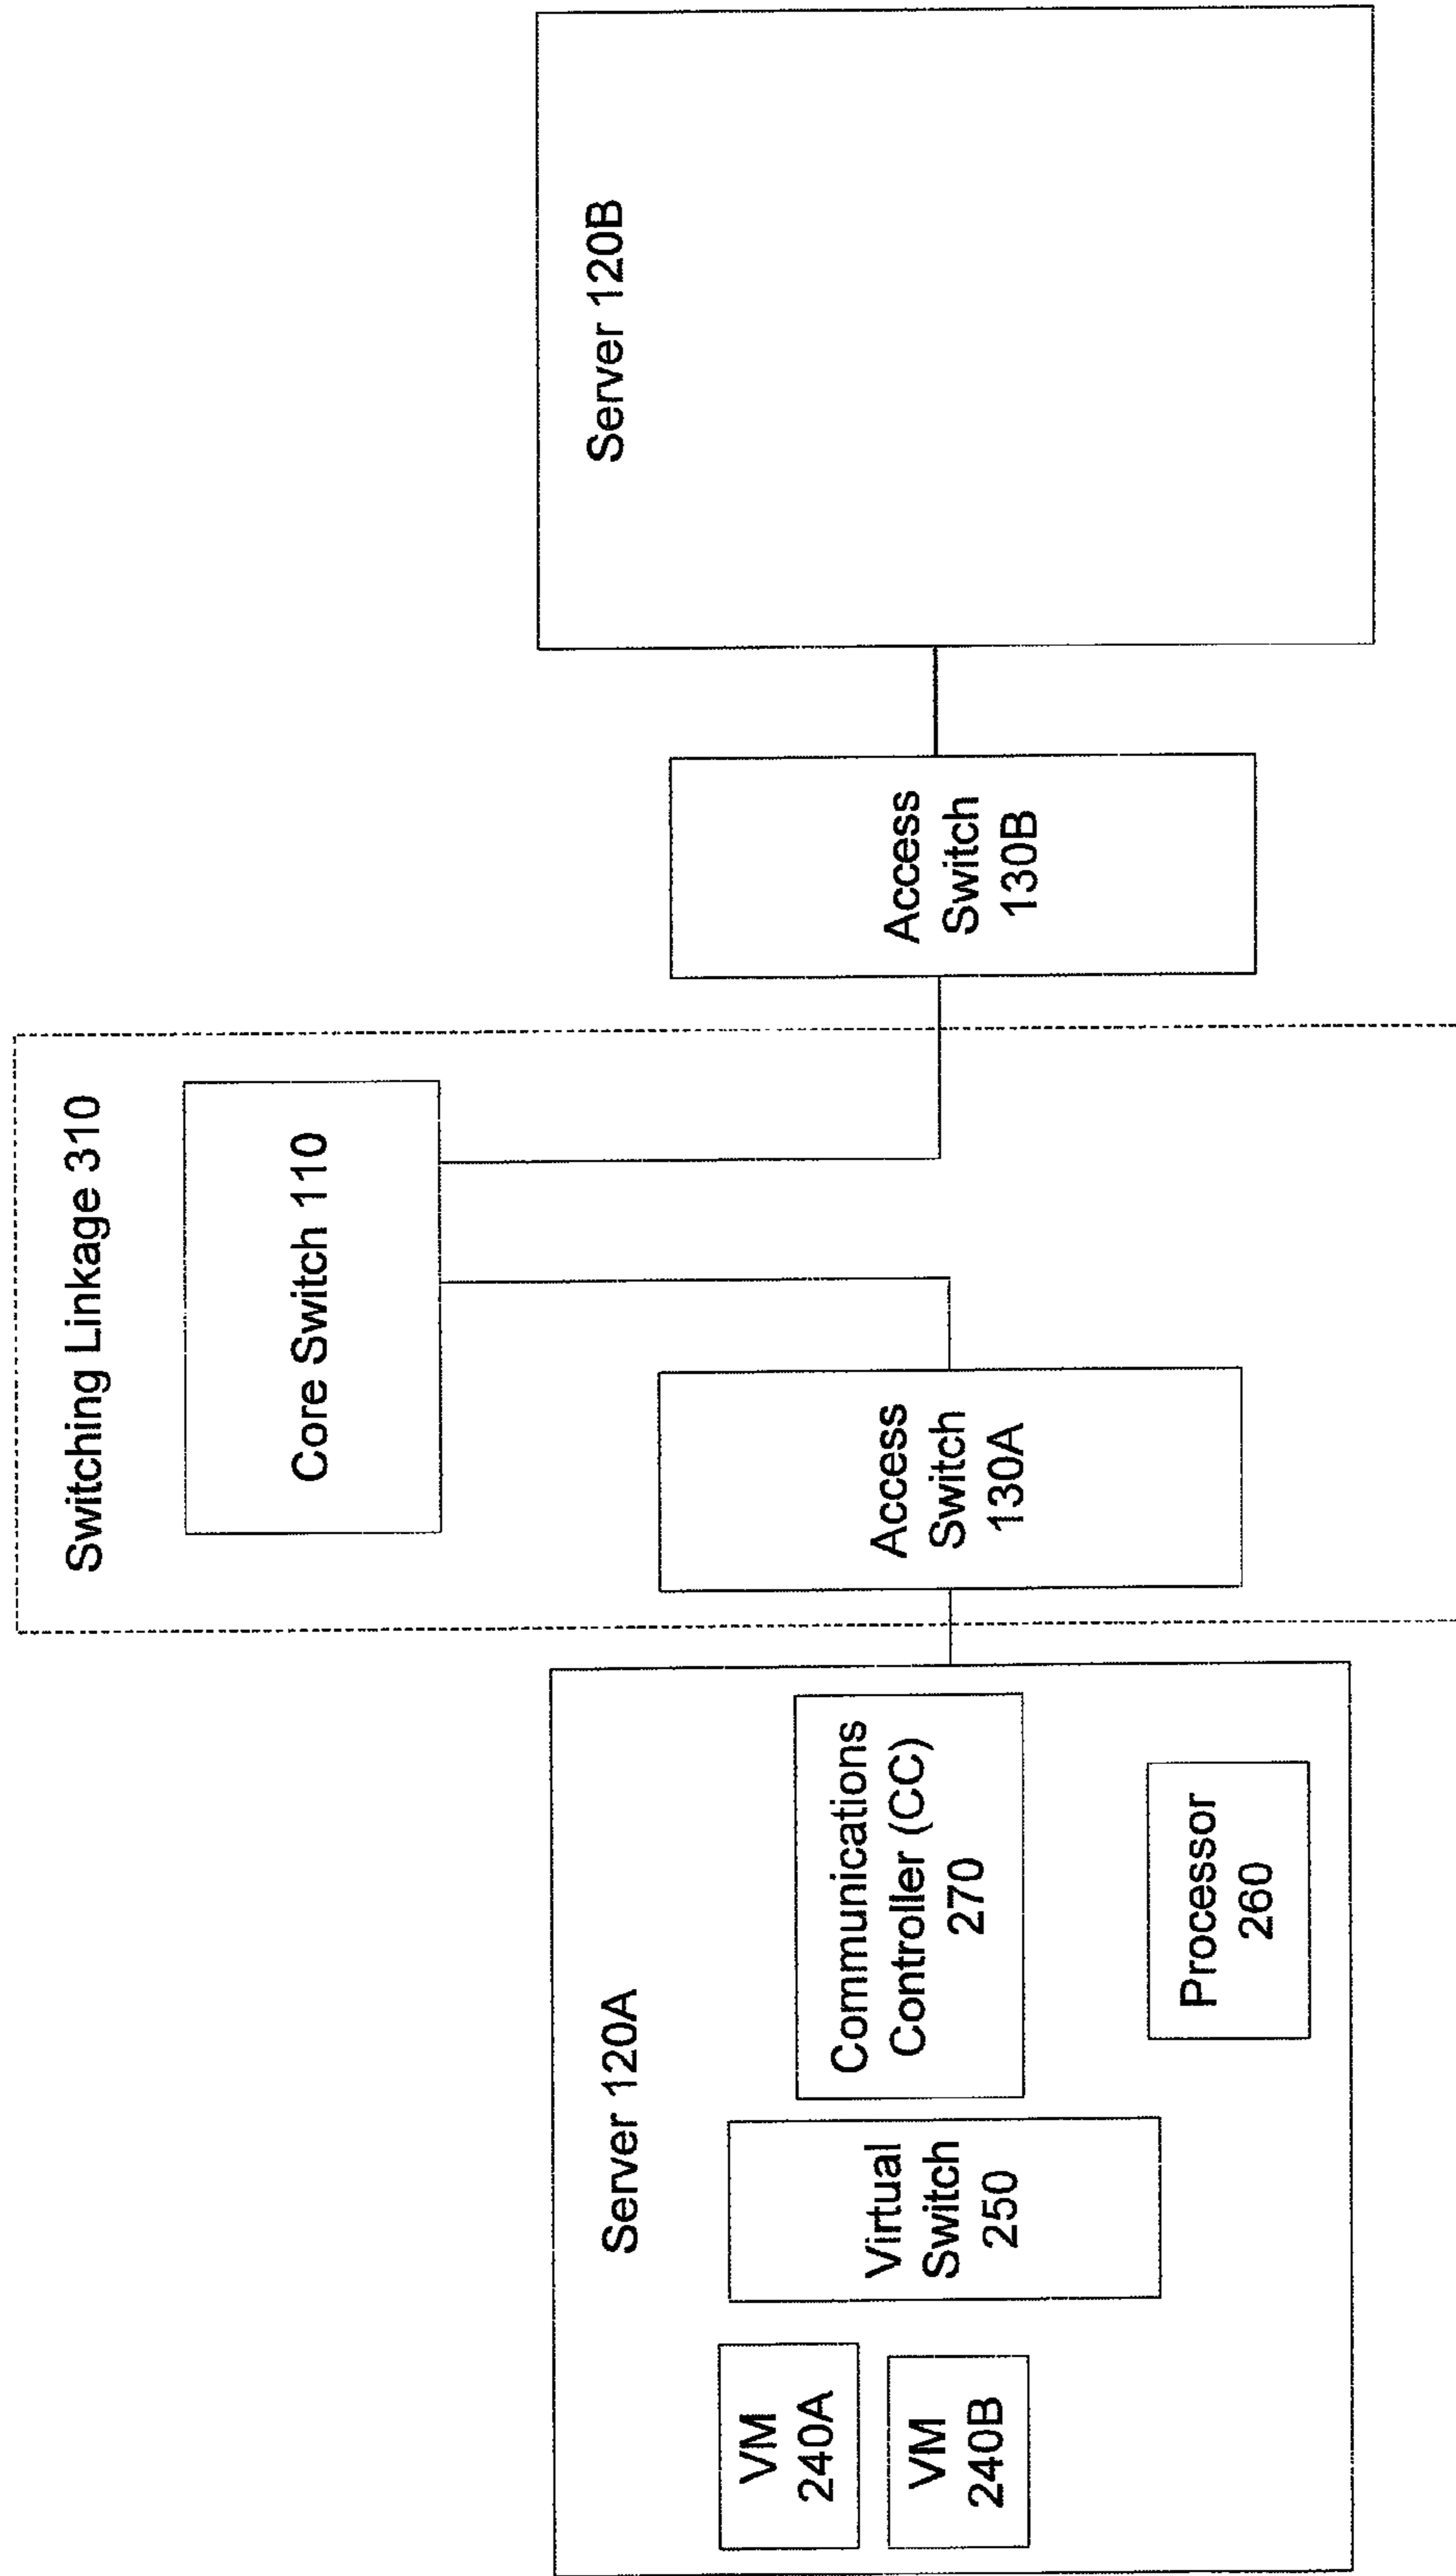 Switching Linkage 310
Core Switch 110
Server 120A
VM
240A
VM
240B
Virtual
Switch
250
Communications
Controller (CC)
270
Processor
260
Access
Switch
130A
Access
Switch
130B
Server 120B